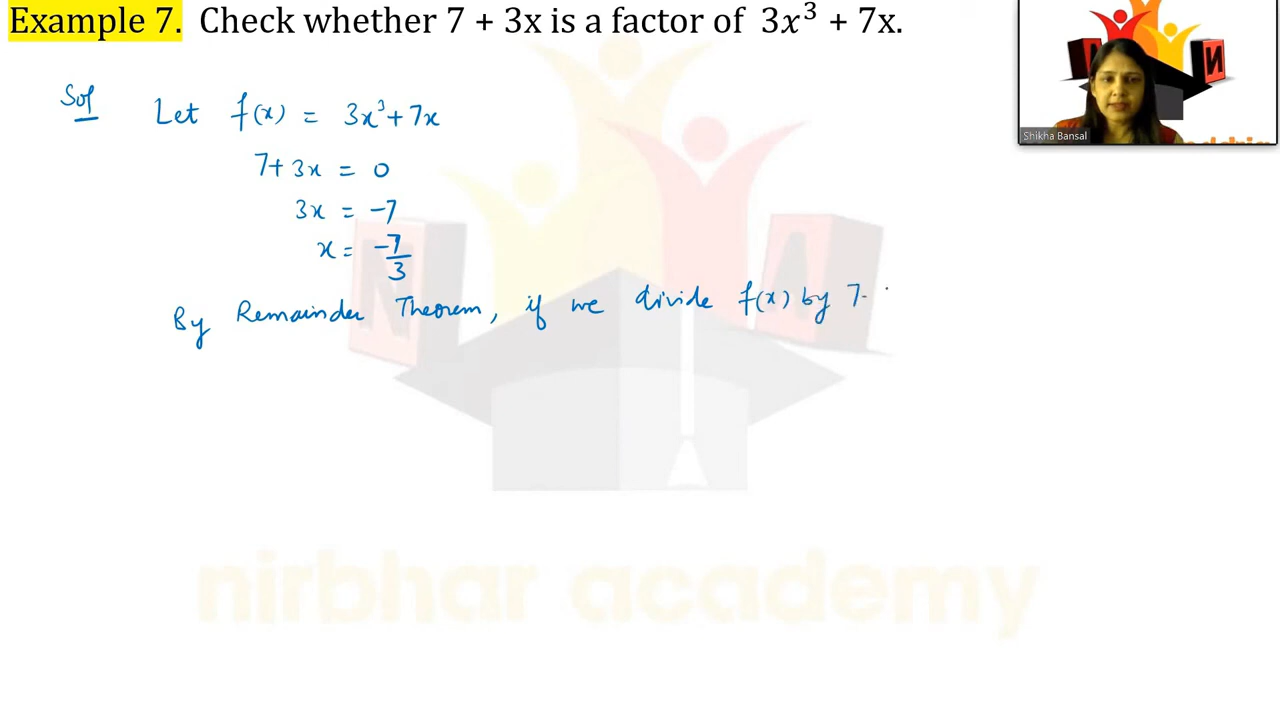 Example 7. Check whether 7 + 3x is a factor of 3x³ + 7x.
Shikha Bansal
Sol
Let f(x) = 3x³ + 7x
7 + 3x = 0
3x = -7
x = -7/3
By Remainder Theorem, if we divide f(x) by 7-
nirbhar academy